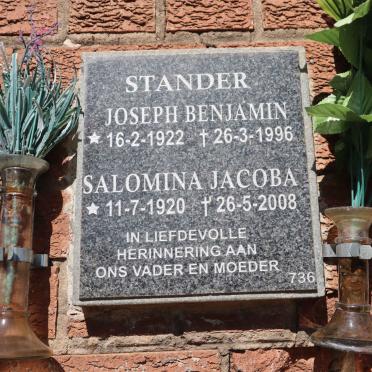 STANDER
JOSEPH BENJAMIN
★ 16-2-1922 † 26-3-1996
SALOMINA JACOBA
★ 11-7-1920 † 26-5-2008
IN LIEFDEVOLLE
HERINNERING AAN
ONS VADER EN MOEDER
736